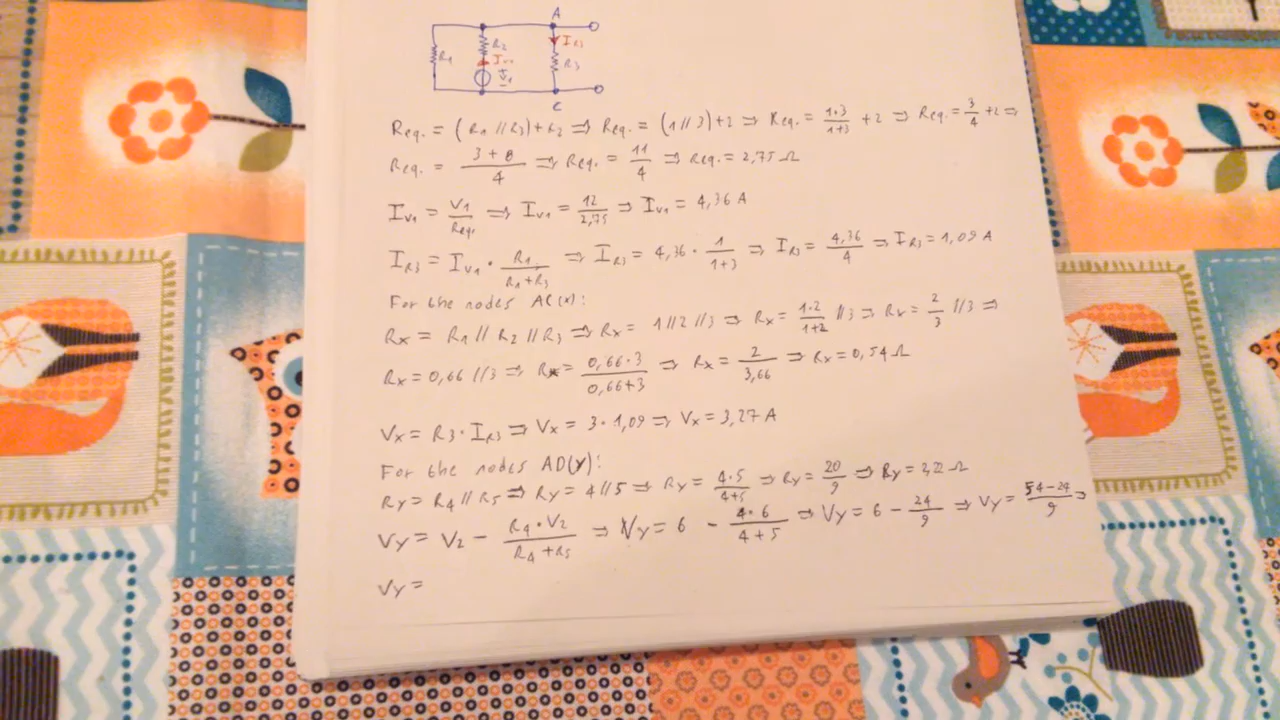 A
R1
R2
IR3
IV1
R3
V1
C
Req. = (R1 // R3) + R2 ⇒ Req. = (1 // 3) + 2 ⇒ Req. = 1·3/1+3 + 2 ⇒ Req. = 3/4 + 2 ⇒
Req. = 3+8/4 ⇒ Req. = 11/4 ⇒ Req. = 2,75 Ω
IV1 = V1/Req. ⇒ IV1 = 12/2,75 ⇒ IV1 = 4,36 A
IR3 = IV1 · R1/R1+R3 ⇒ IR3 = 4,36 · 1/1+3 ⇒ IR3 = 4,36/4 ⇒ IR3 = 1,09 A
For the nodes AC(x):
Rx = R1 // R2 // R3 ⇒ Rx = 1 // 2 // 3 ⇒ Rx = 1·2/1+2 // 3 ⇒ Rx = 2/3 // 3 ⇒
Rx = 0,66 // 3 ⇒ Rx = 0,66·3/0,66+3 ⇒ Rx = 2/3,66 ⇒ Rx = 0,54 Ω
Vx = R3 · IR3 ⇒ Vx = 3 · 1,09 ⇒ Vx = 3,27 A
For the nodes AD(y):
Ry = R4 // R5 ⇒ Ry = 4 // 5 ⇒ Ry = 4·5/4+5 ⇒ Ry = 20/9 ⇒ Ry = 2,22 Ω
Vy = V2 - R4·V2/R4+R5 ⇒ Vy = 6 - 4·6/4+5 ⇒ Vy = 6 - 24/9 ⇒ Vy = 54-24/9 ⇒
Vy =